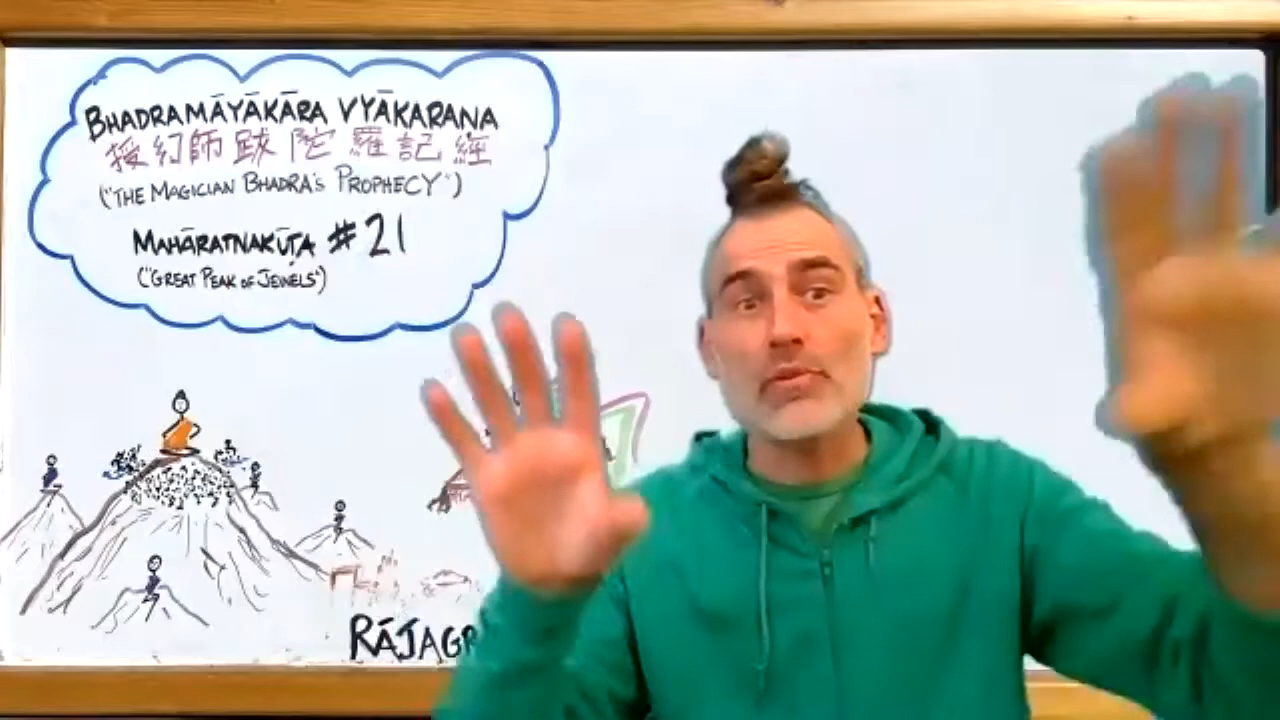 BHADRAMĀYĀKĀRA VYĀKARANA
授幻師跋陀羅記經
("THE MAGICIAN BHADRA'S PROPHECY")
MAHĀRATNAKŪṬA #21
("GREAT PEAK OF JEWELS")
RĀJAGR